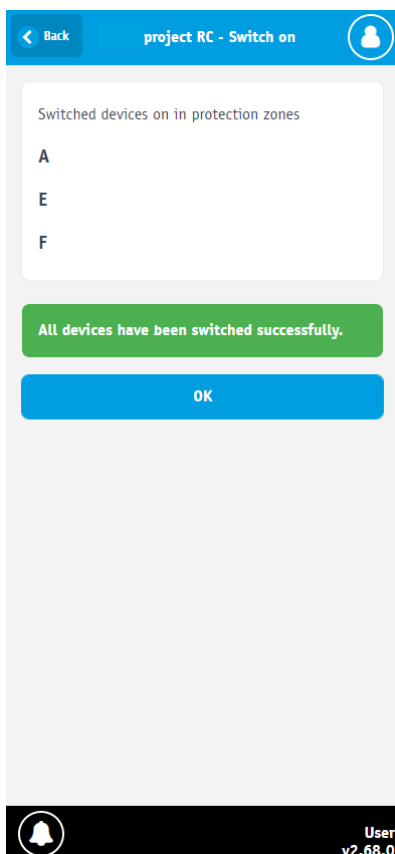 Back
project RC - Switch on
Switched devices on in protection zones
A
E
F
All devices have been switched successfully.
OK
User
v2.68.0